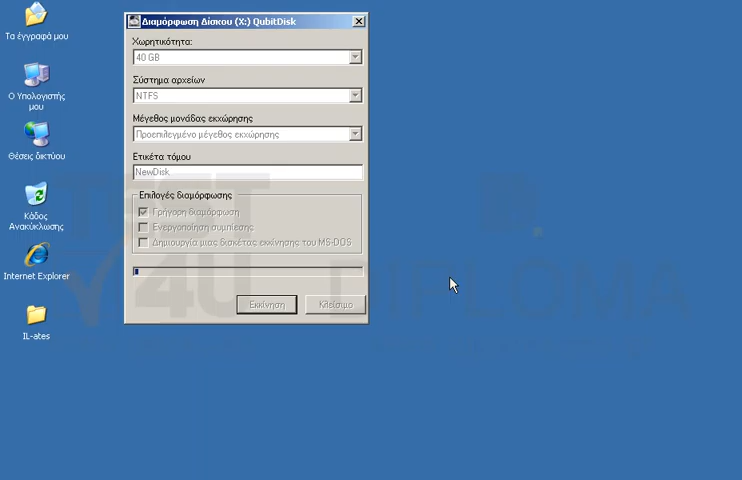 Τα έγγραφά μου
Ο Υπολογιστής
μου
Θέσεις δικτύου
Κάδος
Ανακύκλωσης
Internet Explorer
IL-ates
Διαμόρφωση Δίσκου (X:) QubitDisk
Χωρητικότητα:
40 GB
Σύστημα αρχείων
NTFS
Μέγεθος μονάδας εκχώρησης
Προεπιλεγμένο μέγεθος εκχώρησης
Ετικέτα τόμου
NewDisk
Επιλογές διαμόρφωσης
Γρήγορη διαμόρφωση
Ενεργοποίηση συμπίεσης
Δημιουργία μιας δισκέτας εκκίνησης του MS-DOS
Εκκίνηση
Κλείσιμο
TEST
4U
DIPLOMA